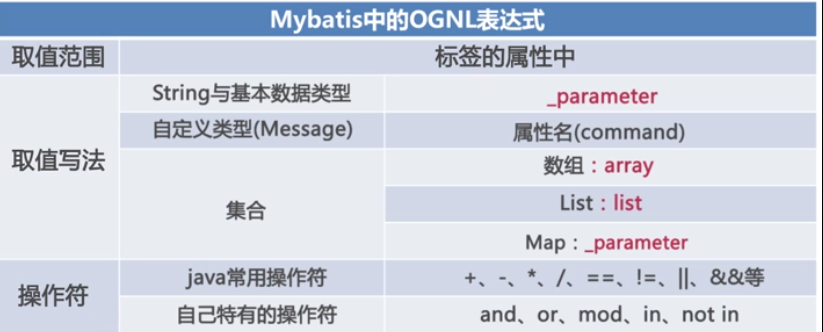 Mybatis中的OGNL表达式
取值范围 标签的属性中
取值写法 String与基本数据类型 _parameter
自定义类型(Message) 属性名(command)
集合 数组：array
List：list
Map：_parameter
操作符 java常用操作符 +、-、*、/、==、!=、||、&&等
自己特有的操作符 and、or、mod、in、not in